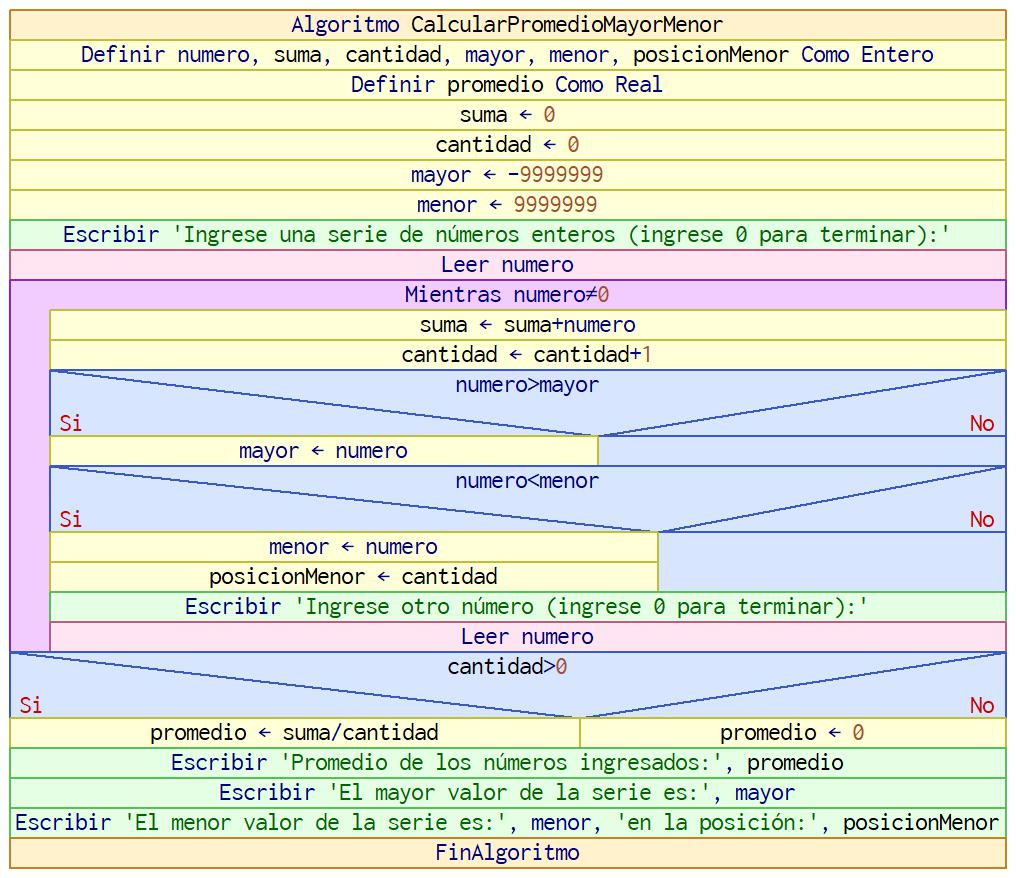 Algoritmo CalcularPromedioMayorMenor
Definir numero, suma, cantidad, mayor, menor, posicionMenor Como Entero
Definir promedio Como Real
suma ← 0
cantidad ← 0
mayor ← -9999999
menor ← 9999999
Escribir 'Ingrese una serie de números enteros (ingrese 0 para terminar):'
Leer numero
Mientras numero≠0
suma ← suma+numero
cantidad ← cantidad+1
numero>mayor
Si No
mayor ← numero
numero<menor
Si No
menor ← numero
posicionMenor ← cantidad
Escribir 'Ingrese otro número (ingrese 0 para terminar):'
Leer numero
cantidad>0
Si No
promedio ← suma/cantidad promedio ← 0
Escribir 'Promedio de los números ingresados:', promedio
Escribir 'El mayor valor de la serie es:', mayor
Escribir 'El menor valor de la serie es:', menor, 'en la posición:', posicionMenor
FinAlgoritmo